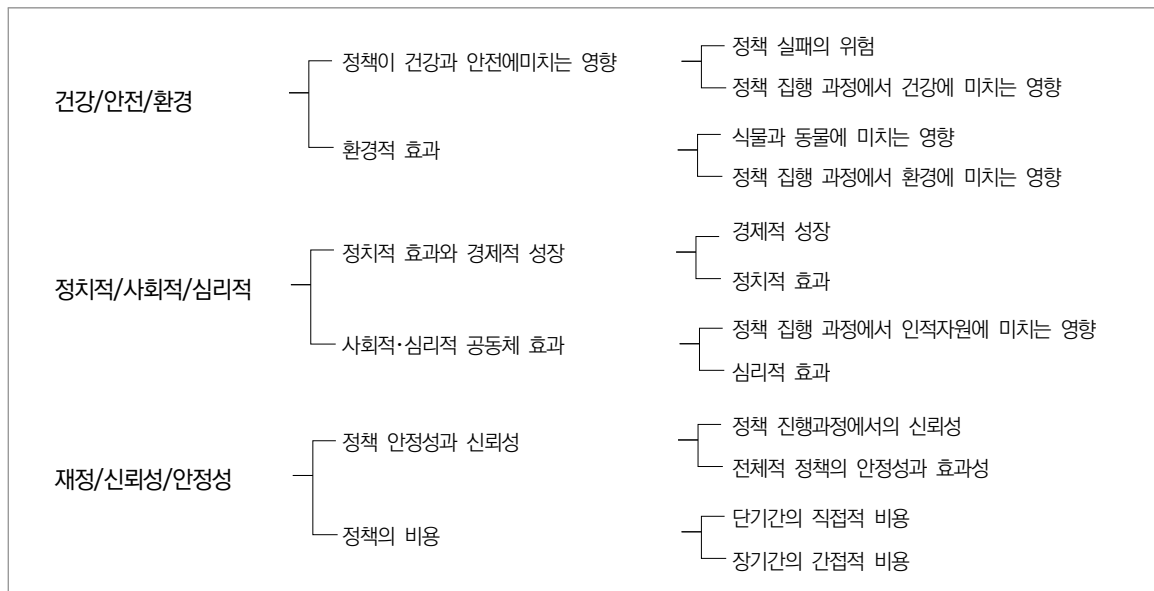 건강/안전/환경
정책이 건강과 안전에미치는 영향
정책 실패의 위험
정책 집행 과정에서 건강에 미치는 영향
환경적 효과
식물과 동물에 미치는 영향
정책 집행 과정에서 환경에 미치는 영향
정치적/사회적/심리적
정치적 효과와 경제적 성장
경제적 성장
정치적 효과
사회적·심리적 공동체 효과
정책 집행 과정에서 인적자원에 미치는 영향
심리적 효과
재정/신뢰성/안정성
정책 안정성과 신뢰성
정책 진행과정에서의 신뢰성
전체적 정책의 안정성과 효과성
정책의 비용
단기간의 직접적 비용
장기간의 간접적 비용